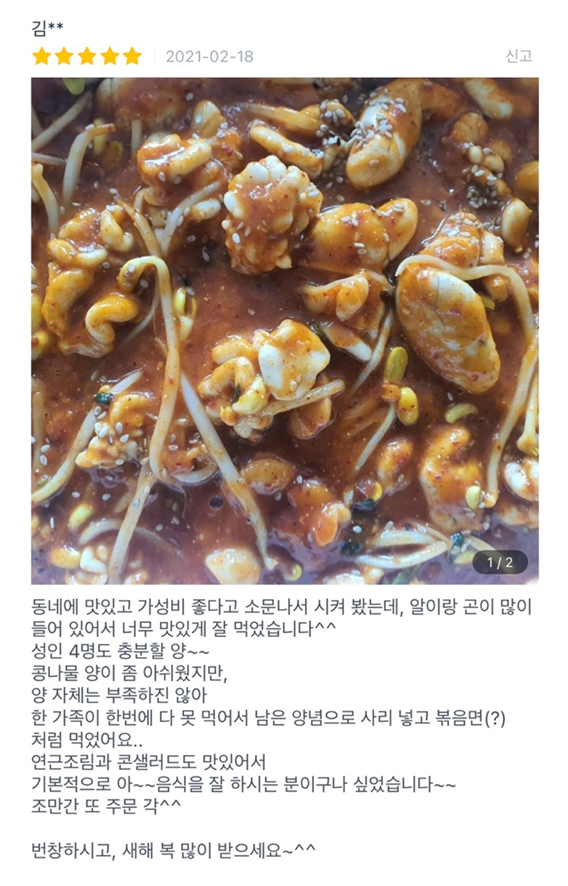 김**
2021-02-18
신고
1 / 2
동네에 맛있고 가성비 좋다고 소문나서 시켜 봤는데, 알이랑 곤이 많이
들어 있어서 너무 맛있게 잘 먹었습니다^^
성인 4명도 충분할 양~~
콩나물 양이 좀 아쉬웠지만,
양 자체는 부족하진 않아
한 가족이 한번에 다 못 먹어서 남은 양념으로 사리 넣고 볶음면(?)
처럼 먹었어요..
연근조림과 콘샐러드도 맛있어서
기본적으로 아~~음식을 잘 하시는 분이구나 싶었습니다~~
조만간 또 주문 각^^
번창하시고, 새해 복 많이 받으세요~^^